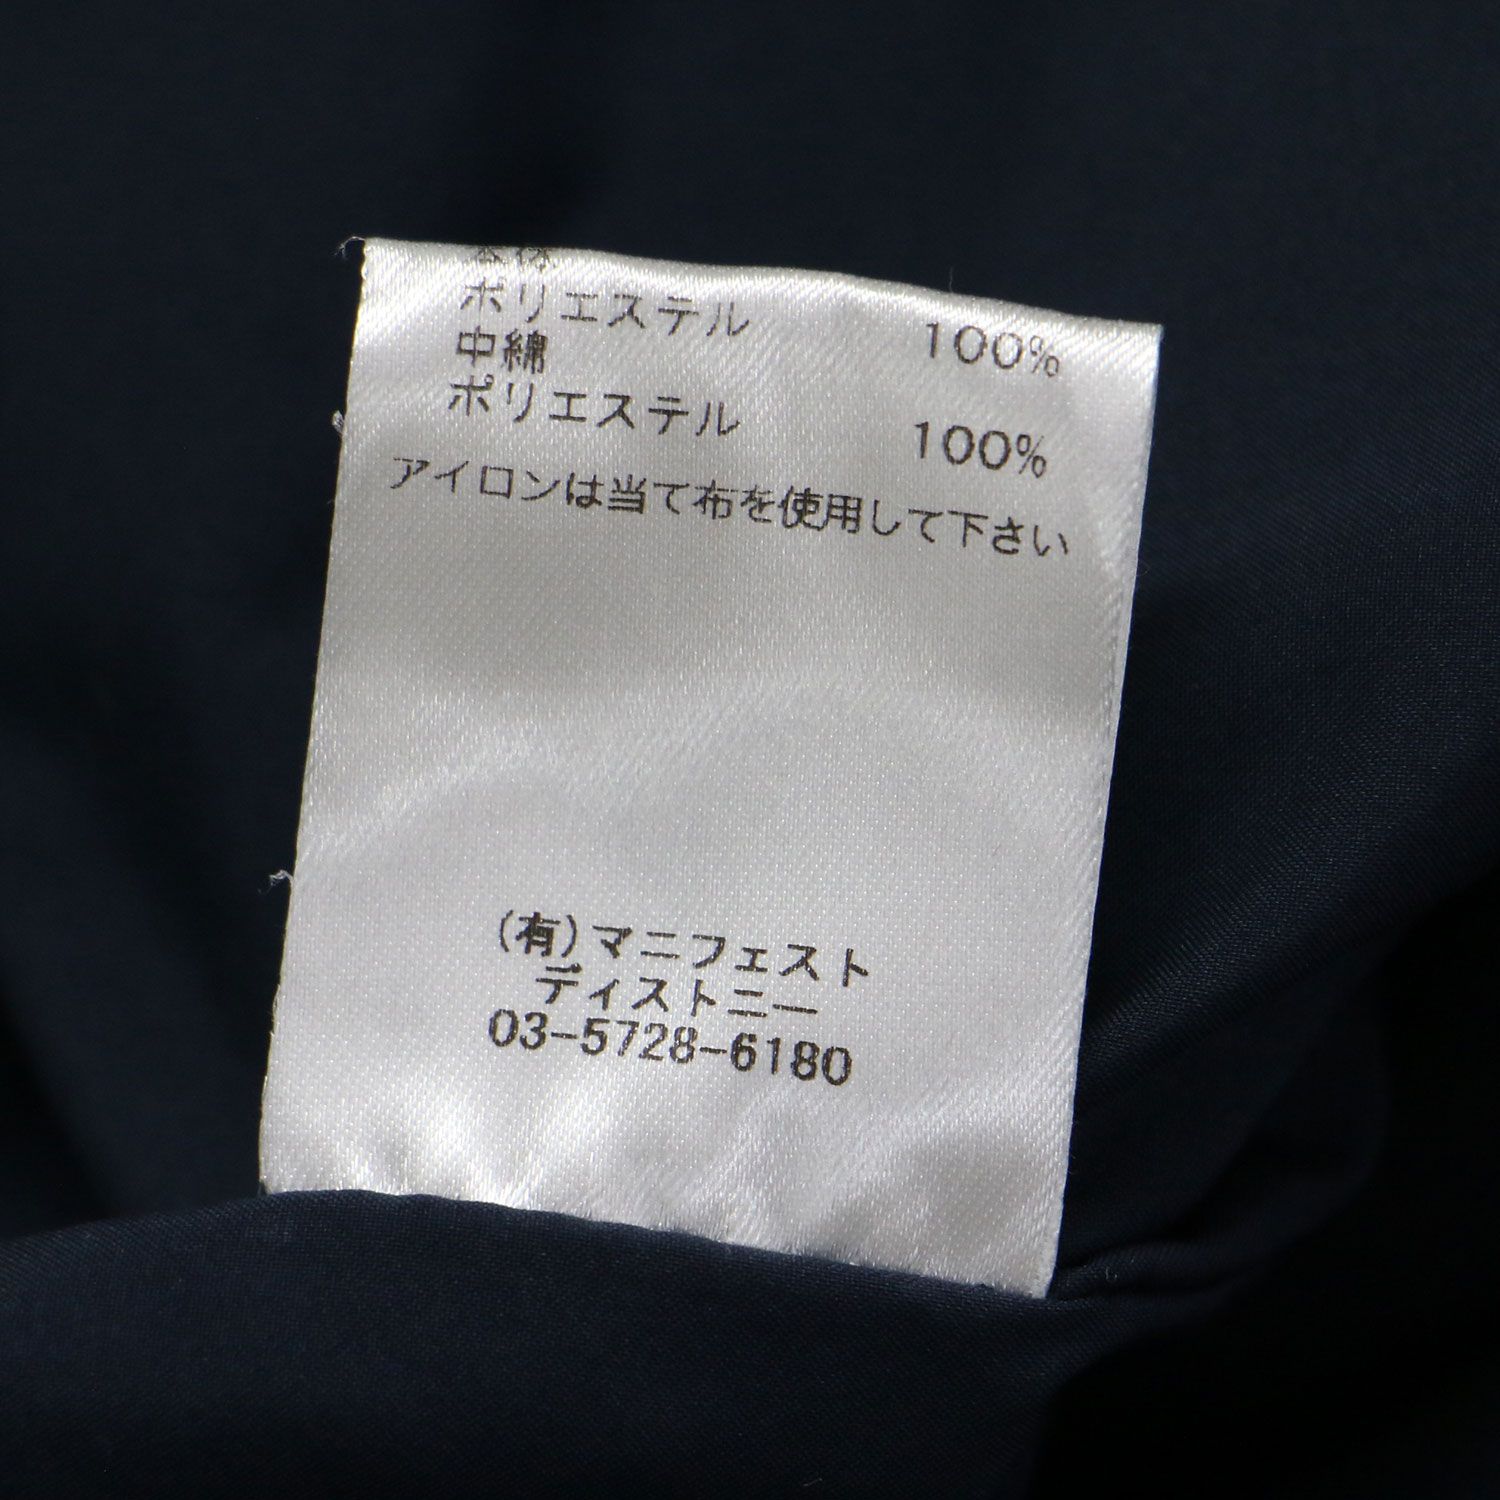 本体
ポリエステル 100%
中綿
ポリエステル 100%
アイロンは当て布を使用して下さい
(有)マニフェスト
ディストニー
03-5728-6180